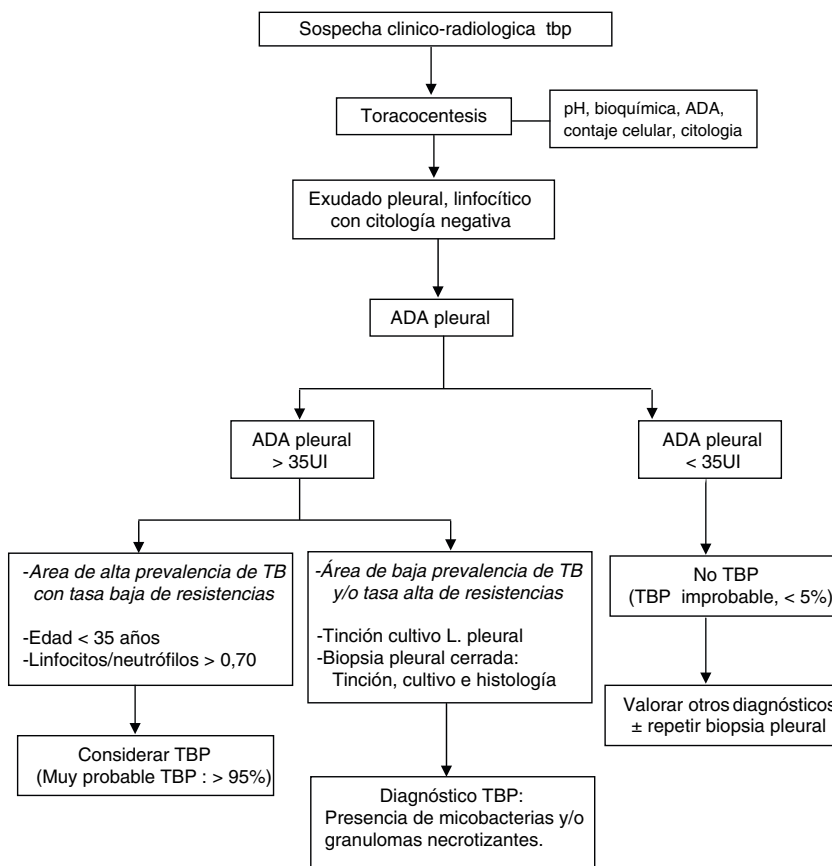 Sospecha clinico-radiologica tbp
Toracocentesis
pH, bioquímica, ADA,
contaje celular, citologia
Exudado pleural, linfocítico
con citología negativa
ADA pleural
ADA pleural
> 35UI
ADA pleural
< 35UI
-Area de alta prevalencia de TB
con tasa baja de resistencias
-Edad < 35 años
-Linfocitos/neutrófilos > 0,70
-Área de baja prevalencia de TB
y/o tasa alta de resistencias
-Tinción cultivo L. pleural
-Biopsia pleural cerrada:
Tinción, cultivo e histología
No TBP
(TBP improbable, < 5%)
Considerar TBP
(Muy probable TBP : > 95%)
Diagnóstico TBP:
Presencia de micobacterias y/o
granulomas necrotizantes.
Valorar otros diagnósticos
± repetir biopsia pleural